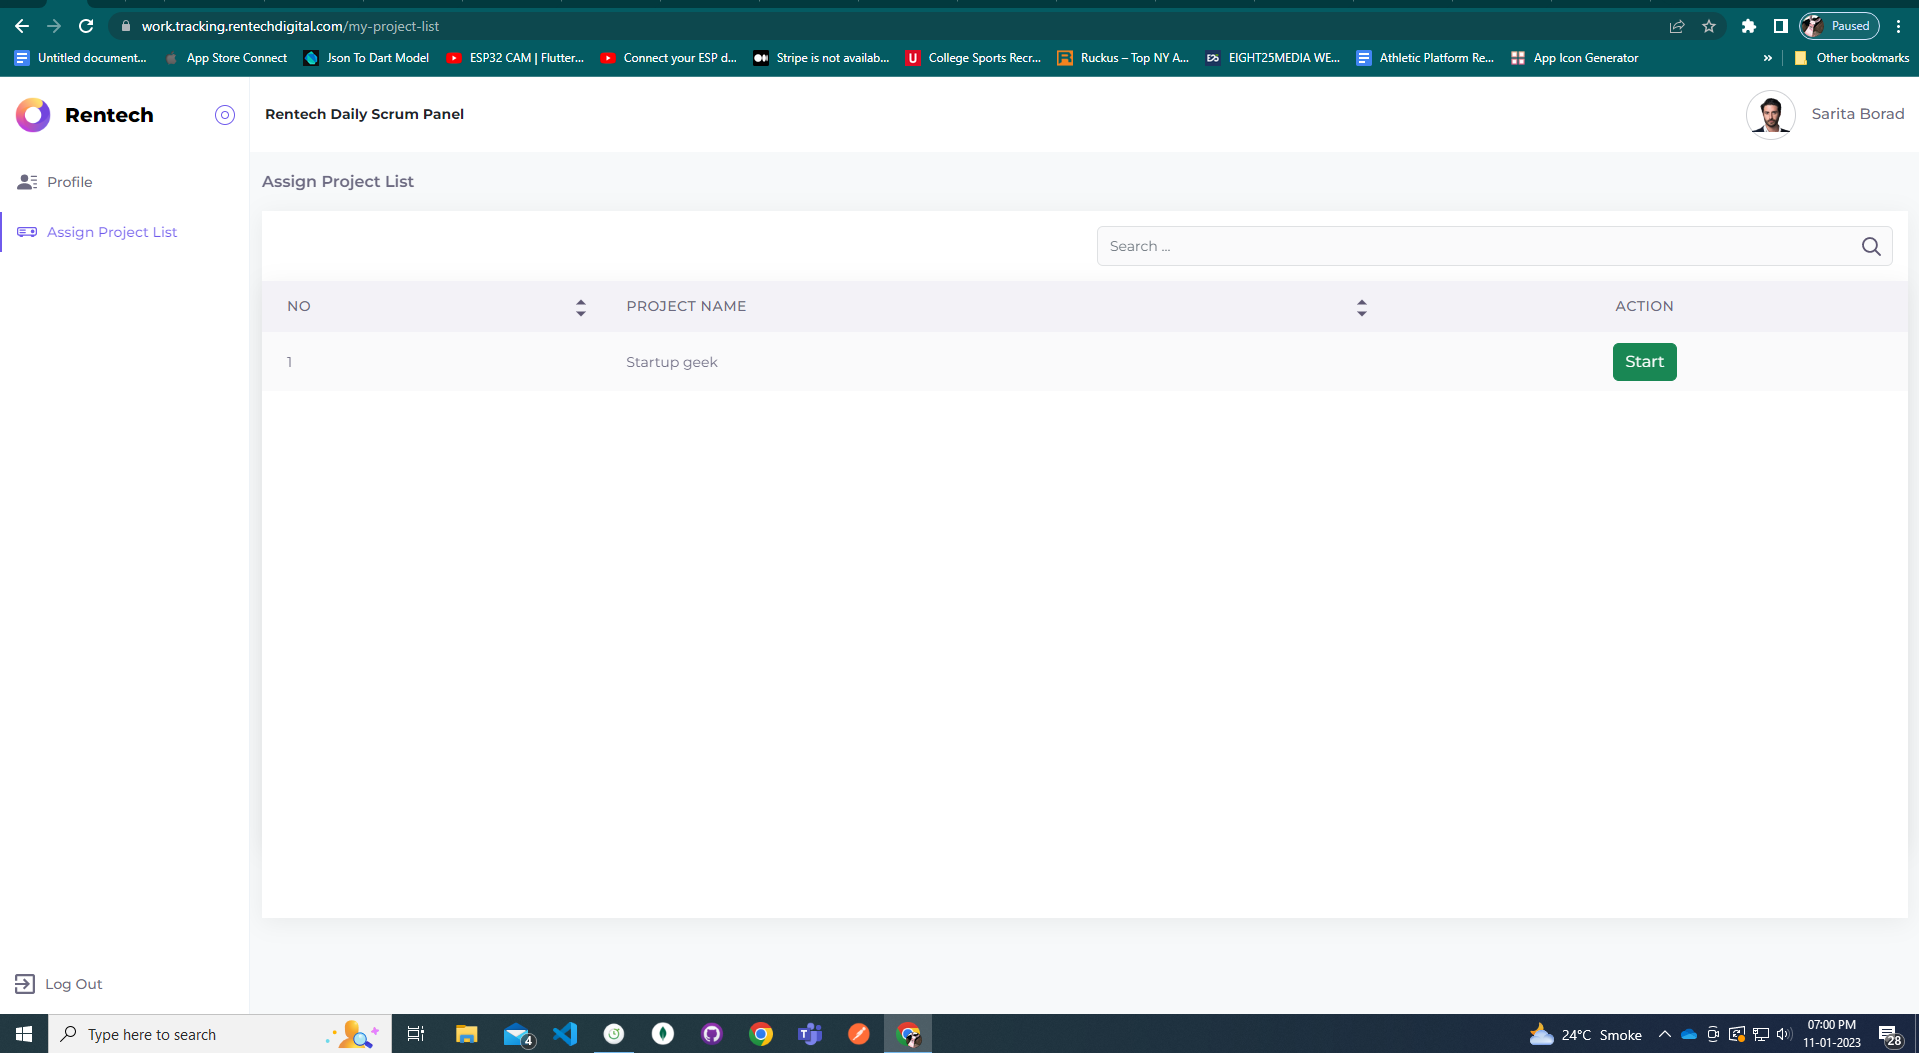 work.tracking.rentechdigital.com/my-project-list
Paused
Untitled document...
App Store Connect
Json To Dart Model
ESP32 CAM | Flutter...
Connect your ESP d...
Stripe is not availab...
College Sports Recr...
Ruckus – Top NY A...
EIGHT25MEDIA WE...
Athletic Platform Re...
App Icon Generator
»
Other bookmarks
Rentech
Rentech Daily Scrum Panel
Sarita Borad
Profile
Assign Project List
Assign Project List
Search ...
NO
PROJECT NAME
ACTION
1
Startup geek
Start
Log Out
Type here to search
4
24°C Smoke
07:00 PM
11-01-2023
28